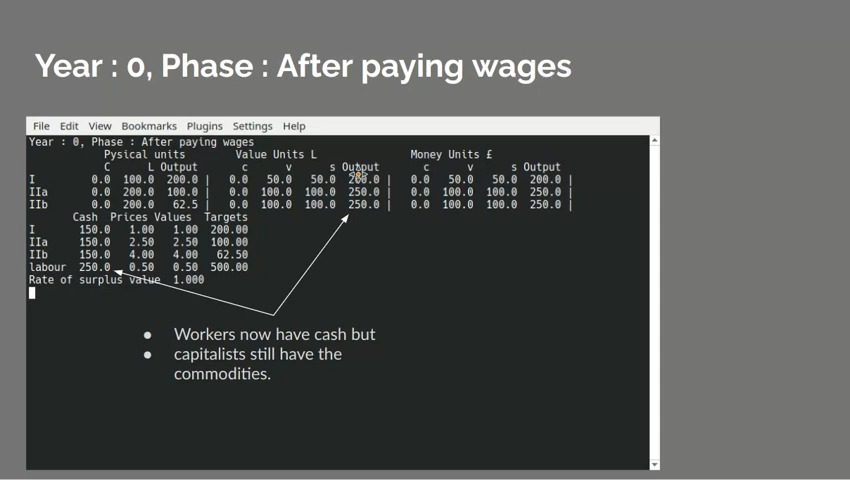 Year : 0, Phase : After paying wages
File Edit View Bookmarks Plugins Settings Help
Year : 0, Phase : After paying wages
Pysical units Value Units L Money Units £
C L Output c v s Output c v s Output
I 0.0 100.0 200.0 | 0.0 50.0 50.0 200.0 | 0.0 50.0 50.0 200.0 |
IIa 0.0 200.0 100.0 | 0.0 100.0 100.0 250.0 | 0.0 100.0 100.0 250.0 |
IIb 0.0 200.0 62.5 | 0.0 100.0 100.0 250.0 | 0.0 100.0 100.0 250.0 |
Cash Prices Values Targets
I 150.0 1.00 1.00 200.00
IIa 150.0 2.50 2.50 100.00
IIb 150.0 4.00 4.00 62.50
labour 250.0 0.50 0.50 500.00
Rate of surplus value 1.000
• Workers now have cash but
• capitalists still have the
commodities.